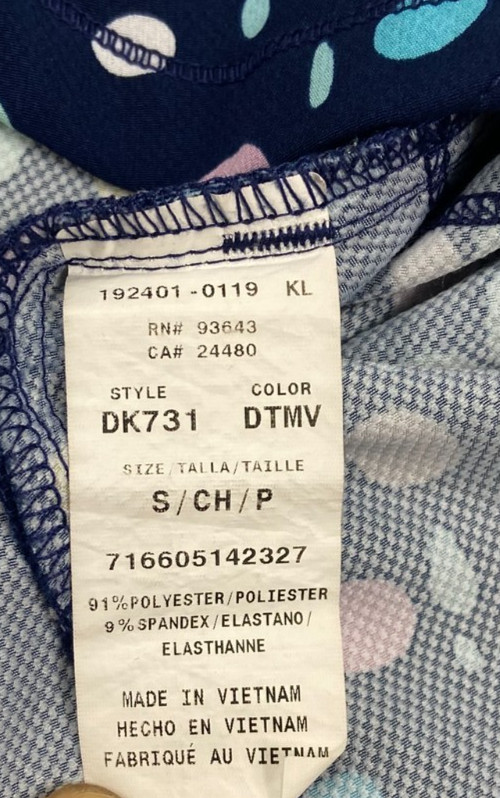 192401-0119 KL
RN# 93643
CA# 24480
STYLE COLOR
DK731 DTMV
SIZE/TALLA/TAILLE
S/CH/P
716605142327
91%POLYESTER/POLIESTER
9%SPANDEX/ELASTANO/
ELASTHANNE
MADE IN VIETNAM
HECHO EN VIETNAM
FABRIQUÉ AU VIETNAM